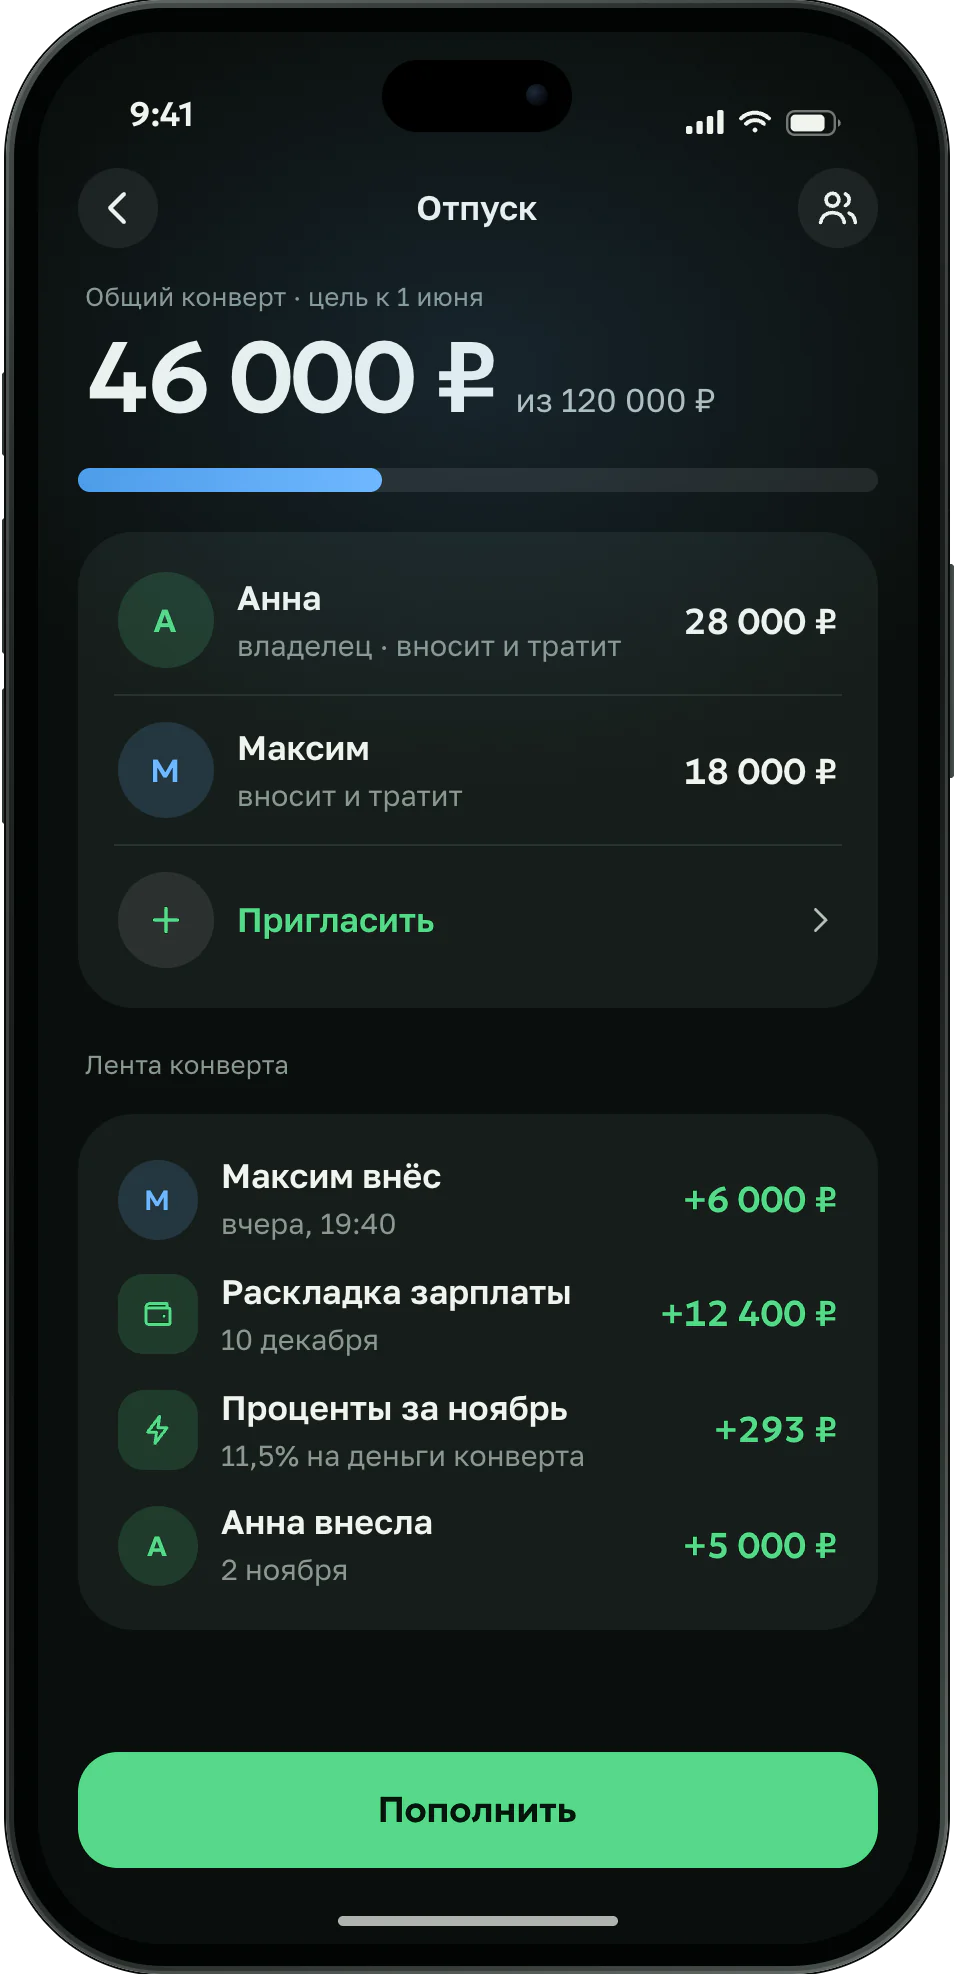 9:41
Отпуск
Общий конверт · цель к 1 июня
46 000 ₽ из 120 000 ₽
А
Анна
владелец · вносит и тратит
28 000 ₽
М
Максим
вносит и тратит
18 000 ₽
Пригласить
Лента конверта
М
Максим внёс
вчера, 19:40
+6 000 ₽
Раскладка зарплаты
10 декабря
+12 400 ₽
Проценты за ноябрь
11,5% на деньги конверта
+293 ₽
А
Анна внесла
2 ноября
+5 000 ₽
Пополнить